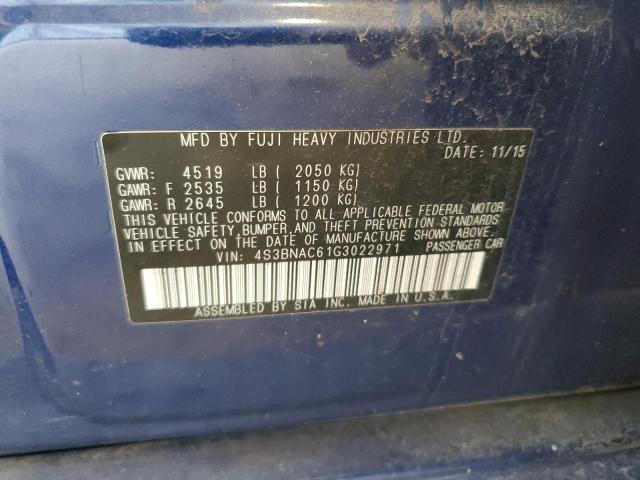 MFD BY FUJI HEAVY INDUSTRIES LTD.
DATE: 11/15
GVWR: 4519 LB ( 2050 KG)
GAWR: F 2535 LB ( 1150 KG)
GAWR: R 2645 LB ( 1200 KG)
THIS VEHICLE CONFORMS TO ALL APPLICABLE FEDERAL MOTOR
VEHICLE SAFETY, BUMPER, AND THEFT PREVENTION STANDARDS
IN EFFECT ON THE DATE OF MANUFACTURE SHOWN ABOVE.
VIN: 4S3BNAC61G3022971 PASSENGER CAR
ASSEMBLED BY SIA INC. MADE IN U.S.A.